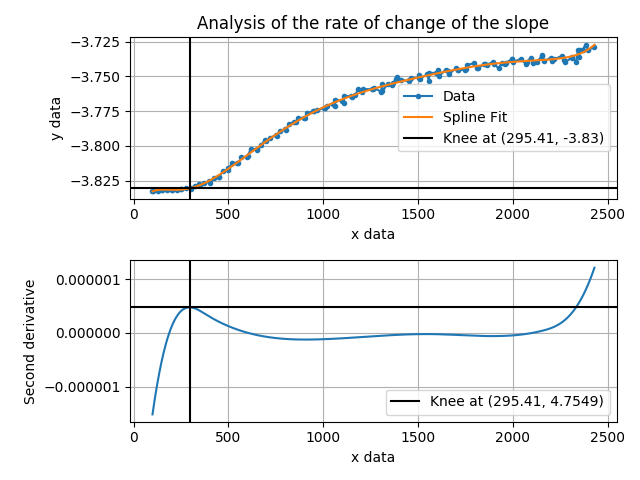 Analysis of the rate of change of the slope
−3.725
−3.750
−3.775
−3.800
−3.825
y data
Data
Spline Fit
Knee at (295.41, -3.83)
0 500 1000 1500 2000 2500
x data
0.000001
0.000000
−0.000001
Second derivative
Knee at (295.41, 4.7549)
0 500 1000 1500 2000 2500
x data